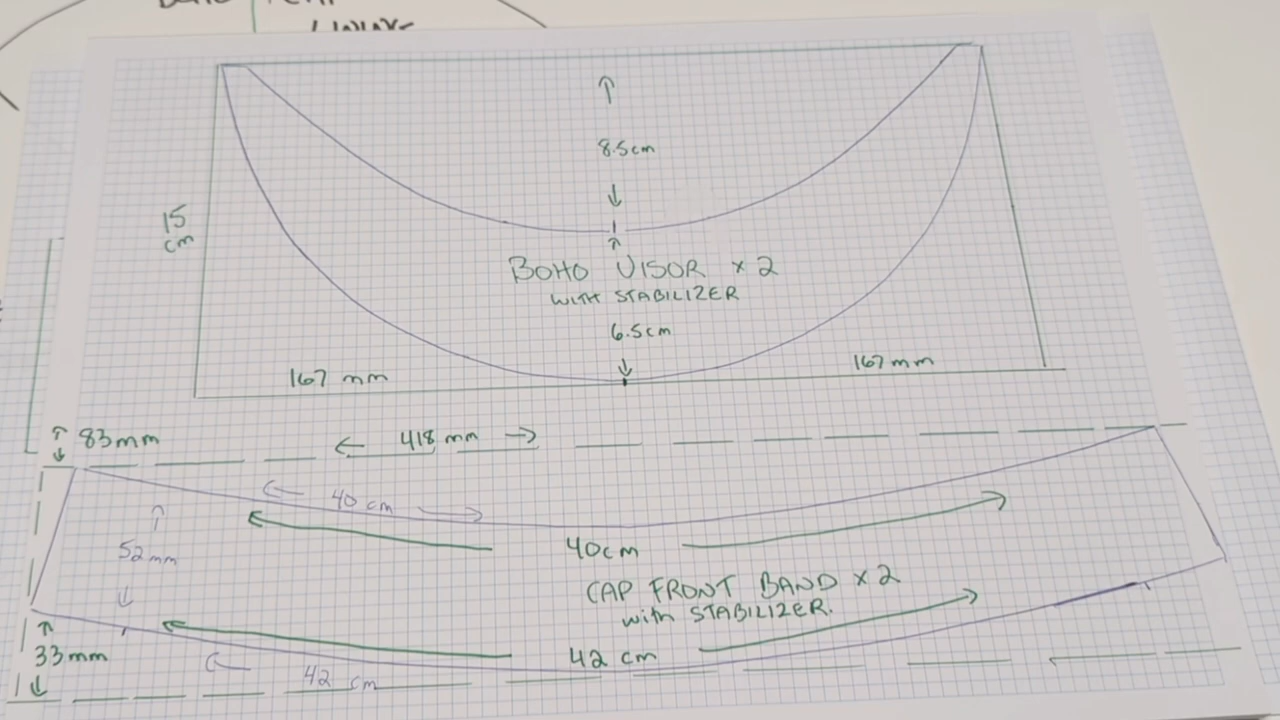 8.5cm
15
cm
BOHO VISOR x 2
WITH STABILIZER
6.5cm
167 mm
167 mm
83mm
418 mm
40 cm
40cm
52mm
CAP FRONT BAND x 2
with STABILIZER.
33mm
42 cm
42 cm